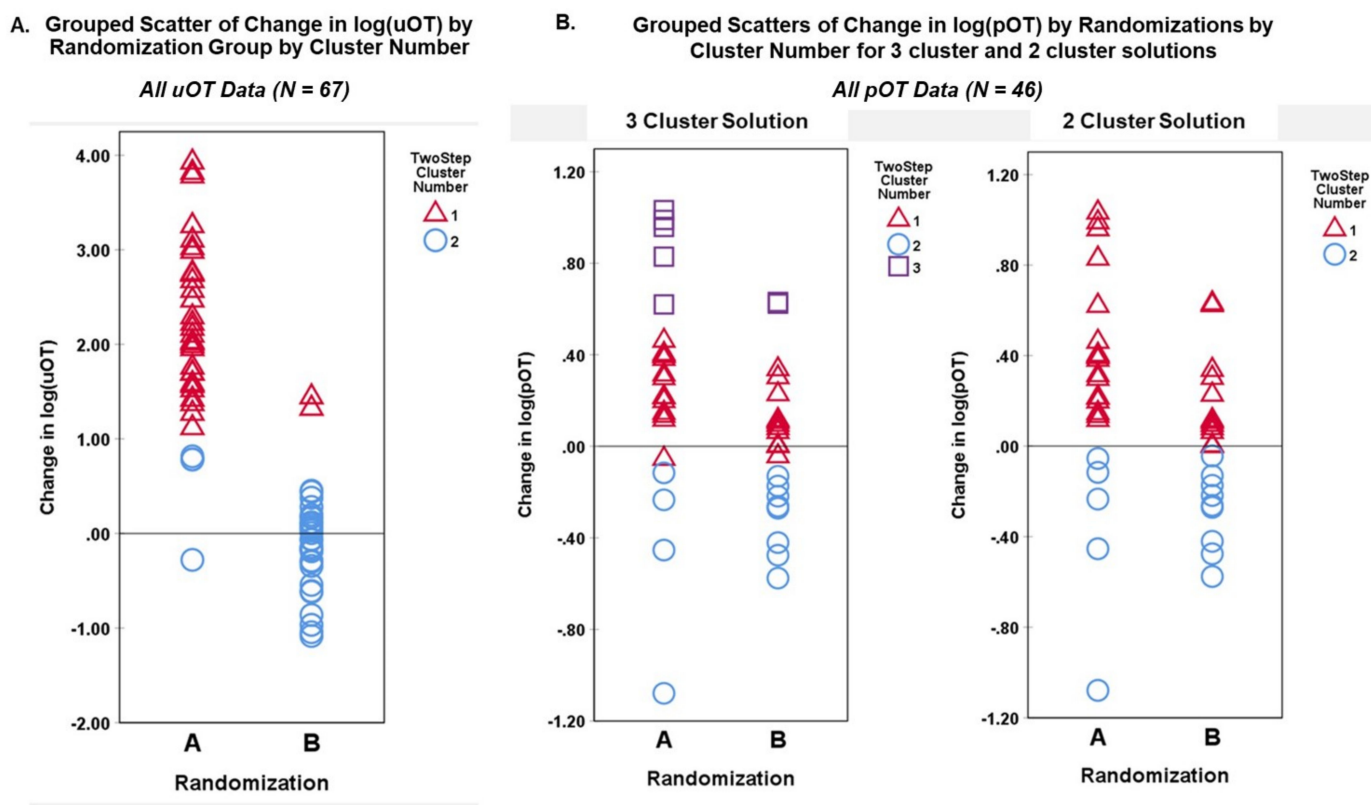 A. Grouped Scatter of Change in log(uOT) by
Randomization Group by Cluster Number
All uOT Data (N = 67)
4.00
3.00
2.00
1.00
.00
-1.00
-2.00
Change in log(uOT)
A B
Randomization
TwoStep
Cluster
Number
1
2
B. Grouped Scatters of Change in log(pOT) by Randomizations by
Cluster Number for 3 cluster and 2 cluster solutions
All pOT Data (N = 46)
3 Cluster Solution
1.20
.80
.40
.00
-.40
-.80
-1.20
Change in log(pOT)
A B
Randomization
TwoStep
Cluster
Number
1
2
3
2 Cluster Solution
1.20
.80
.40
.00
-.40
-.80
-1.20
Change in log(pOT)
A B
Randomization
TwoStep
Cluster
Number
1
2